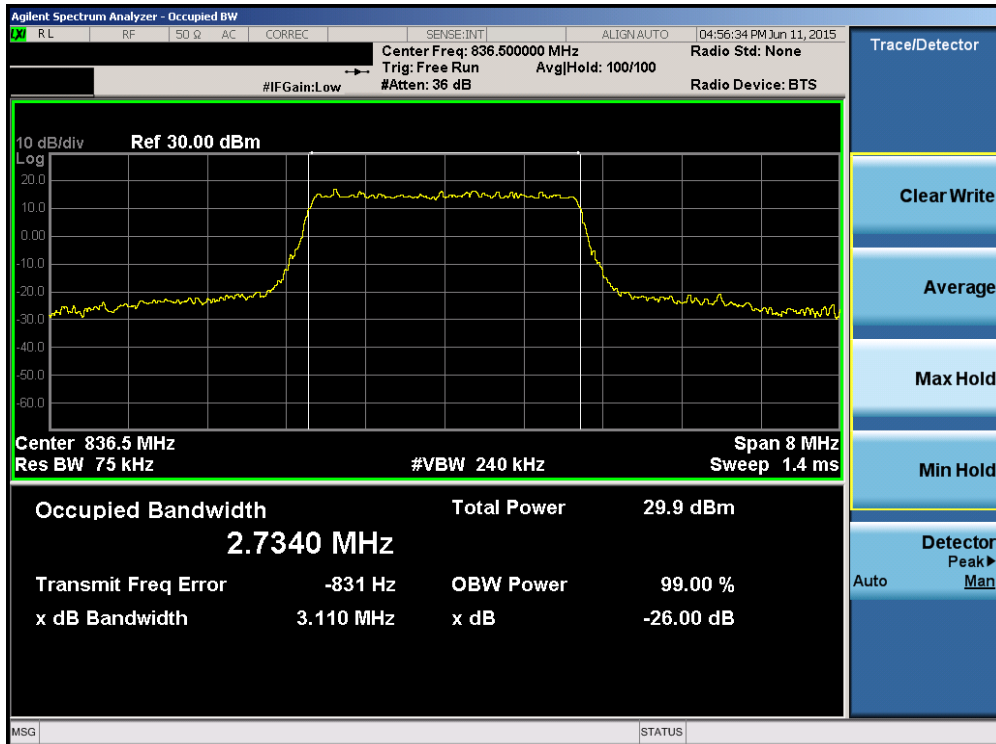 Agilent Spectrum Analyzer - Occupied BW
LXI RL RF 50 Ω AC CORREC SENSE:INT ALIGN AUTO 04:56:34 PM Jun 11, 2015
Center Freq: 836.500000 MHz Radio Std: None
Trig: Free Run Avg|Hold: 100/100
#IFGain:Low #Atten: 36 dB Radio Device: BTS
10 dB/div Ref 30.00 dBm
Log
20.0
10.0
0.00
-10.0
-20.0
-30.0
-40.0
-50.0
-60.0
Center 836.5 MHz Span 8 MHz
Res BW 75 kHz #VBW 240 kHz Sweep 1.4 ms
Occupied Bandwidth Total Power 29.9 dBm
2.7340 MHz
Transmit Freq Error -831 Hz OBW Power 99.00 %
x dB Bandwidth 3.110 MHz x dB -26.00 dB
MSG STATUS
Trace/Detector
Clear Write
Average
Max Hold
Min Hold
Detector
Peak▶
Auto Man